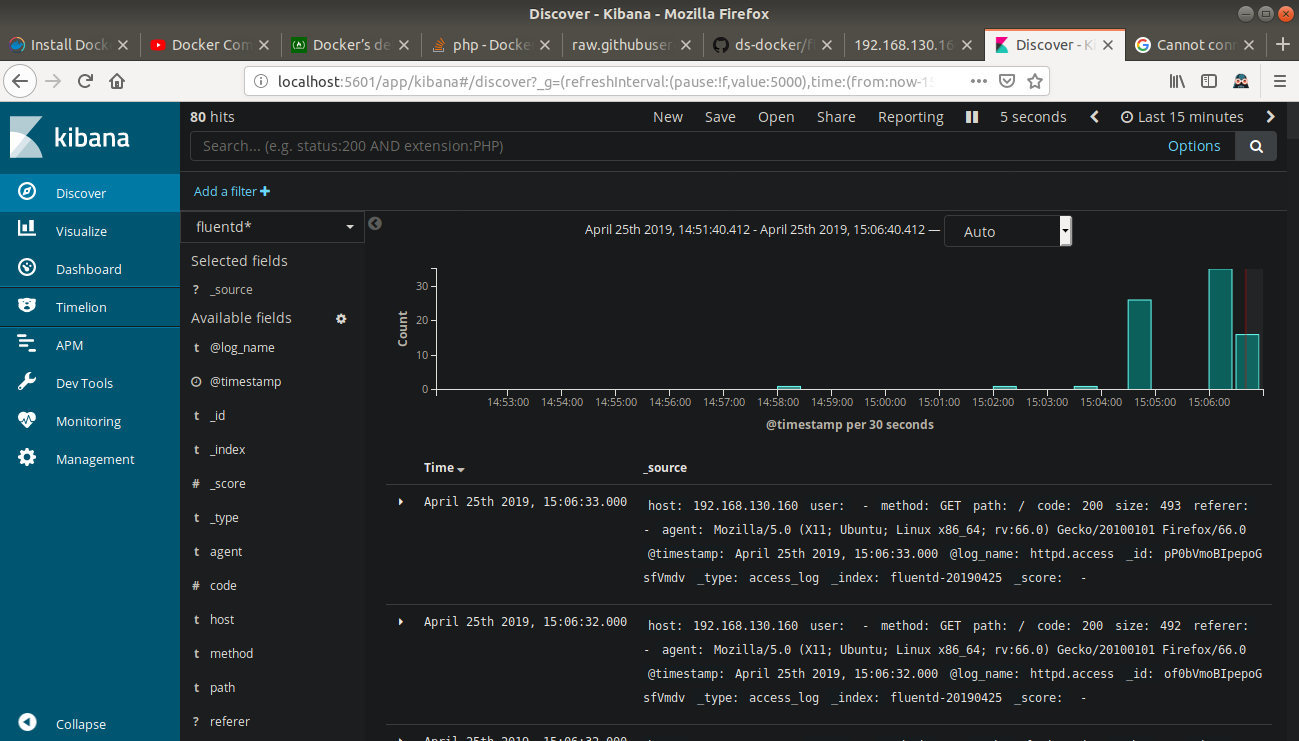 Discover - Kibana - Mozilla Firefox
Install Dock
Docker Com
Docker's de
php - Docke
raw.githubuser
ds-docker/f
192.168.130.16
Discover - Ki
Cannot conn
localhost:5601/app/kibana#/discover?_g=(refreshInterval:(pause:!f,value:5000),time:(from:now-15
kibana
Discover
Visualize
Dashboard
Timelion
APM
Dev Tools
Monitoring
Management
Collapse
80 hits
New Save Open Share Reporting 5 seconds Last 15 minutes
Search... (e.g. status:200 AND extension:PHP)
Options
Add a filter
fluentd*
Selected fields
? _source
Available fields
t @log_name
@timestamp
t _id
t _index
# _score
t _type
t agent
# code
t host
t method
t path
? referer
April 25th 2019, 14:51:40.412 - April 25th 2019, 15:06:40.412 —
Auto
Count
30
20
10
0
14:53:00 14:54:00 14:55:00 14:56:00 14:57:00 14:58:00 14:59:00 15:00:00 15:01:00 15:02:00 15:03:00 15:04:00 15:05:00 15:06:00
@timestamp per 30 seconds
Time _source
April 25th 2019, 15:06:33.000
host: 192.168.130.160 user: - method: GET path: / code: 200 size: 493 referer:
- agent: Mozilla/5.0 (X11; Ubuntu; Linux x86_64; rv:66.0) Gecko/20100101 Firefox/66.0
@timestamp: April 25th 2019, 15:06:33.000 @log_name: httpd.access _id: pP0bVmoBIpepoG
sfVmdv _type: access_log _index: fluentd-20190425 _score: -
April 25th 2019, 15:06:32.000
host: 192.168.130.160 user: - method: GET path: / code: 200 size: 492 referer:
- agent: Mozilla/5.0 (X11; Ubuntu; Linux x86_64; rv:66.0) Gecko/20100101 Firefox/66.0
@timestamp: April 25th 2019, 15:06:32.000 @log_name: httpd.access _id: of0bVmoBIpepoG
sfVmdv _type: access_log _index: fluentd-20190425 _score: -